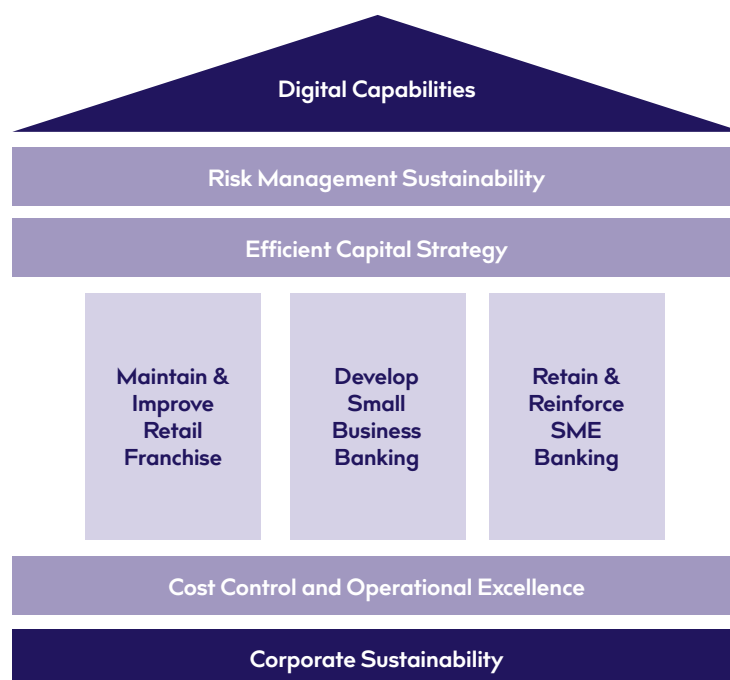 Digital Capabilities
Risk Management Sustainability
Efficient Capital Strategy
Maintain &
Improve
Retail
Franchise
Develop
Small
Business
Banking
Retain &
Reinforce
SME
Banking
Cost Control and Operational Excellence
Corporate Sustainability